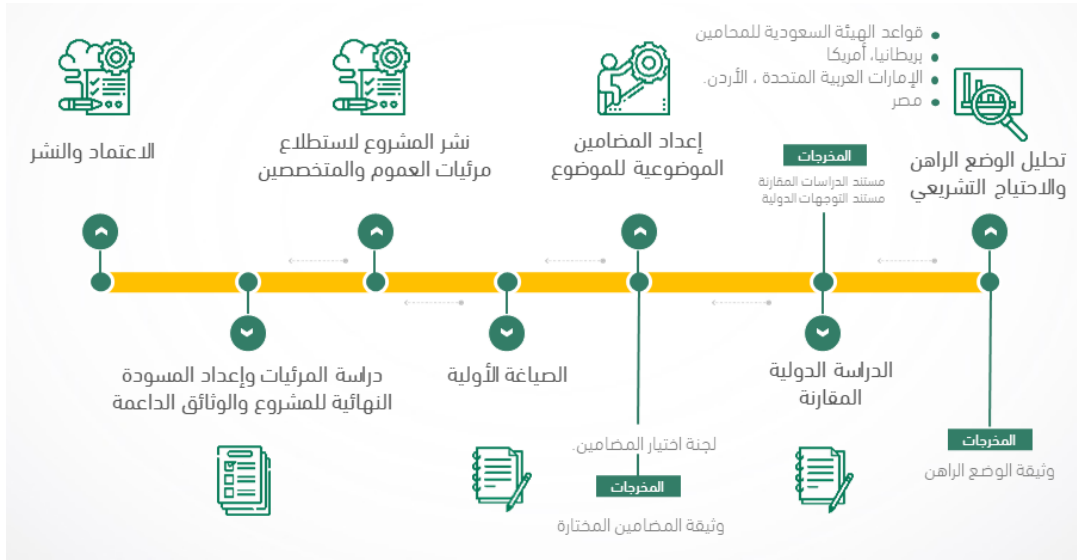 قواعد الهيئة السعودية للمحامين
بريطانيا، أمريكا
الإمارات العربية المتحدة ، الأردن.
مصر
تحليل الوضع الراهن
والاحتياج التشريعي
المخرجات
مستند الدراسات المقارنة
مستند التوجهات الدولية
إعداد المضامين
الموضوعية للموضوع
نشر المشروع لاستطلاع
مرئيات العموم والمتخصصين
الاعتماد والنشر
الدراسة الدولية
المقارنة
الصياغة الأولية
دراسة المرئيات وإعداد المسودة
النهائية للمشروع والوثائق الداعمة
المخرجات
وثيقة الوضع الراهن
لجنة اختيار المضامين.
المخرجات
وثيقة المضامين المختارة